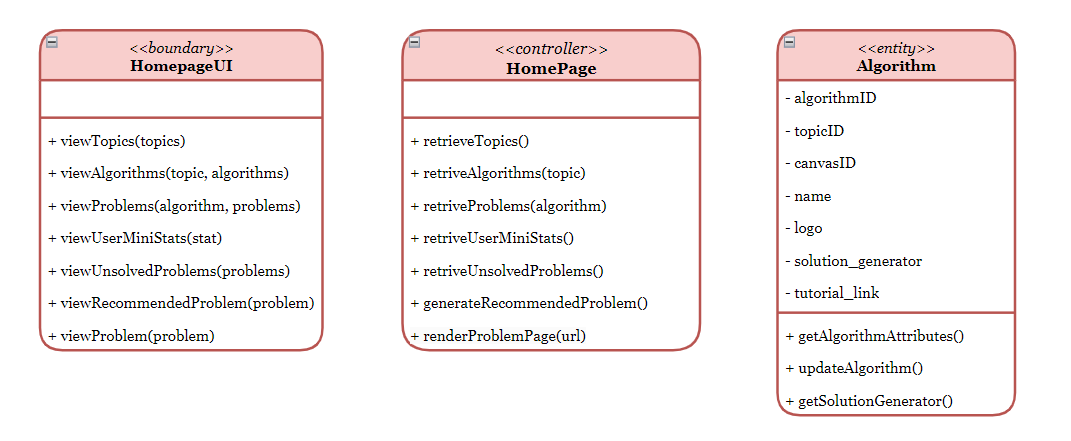 <<boundary>>
HomepageUI
+ viewTopics(topics)
+ viewAlgorithms(topic, algorithms)
+ viewProblems(algorithm, problems)
+ viewUserMiniStats(stat)
+ viewUnsolvedProblems(problems)
+ viewRecommendedProblem(problem)
+ viewProblem(problem)
<<controller>>
HomePage
+ retrieveTopics()
+ retriveAlgorithms(topic)
+ retriveProblems(algorithm)
+ retriveUserMiniStats()
+ retriveUnsolvedProblems()
+ generateRecommendedProblem()
+ renderProblemPage(url)
<<entity>>
Algorithm
- algorithmID
- topicID
- canvasID
- name
- logo
- solution_generator
- tutorial_link
+ getAlgorithmAttributes()
+ updateAlgorithm()
+ getSolutionGenerator()